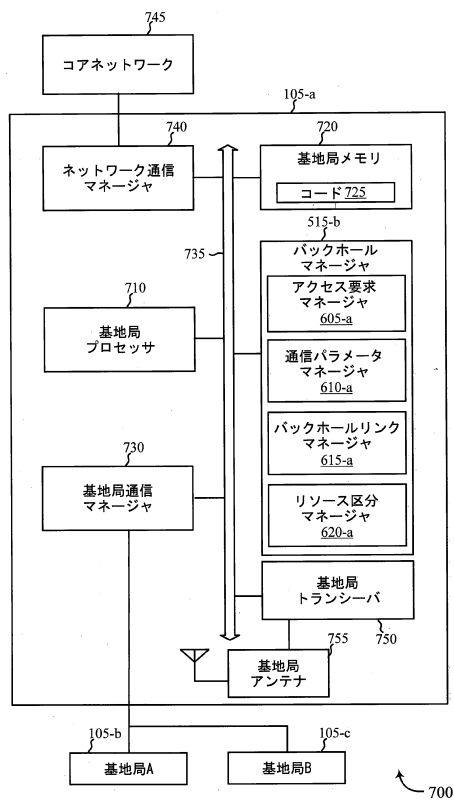 745
コアネットワーク
105-a
740
ネットワーク通信
マネージャ
720
基地局メモリ
コード 725
735
515-b
バックホール
マネージャ
アクセス要求
マネージャ
605-a
710
基地局
プロセッサ
通信パラメータ
マネージャ
610-a
バックホールリンク
マネージャ
615-a
730
基地局通信
マネージャ
リソース区分
マネージャ
620-a
基地局
トランシーバ
750
755
基地局
アンテナ
105-b
基地局A
105-c
基地局B
700